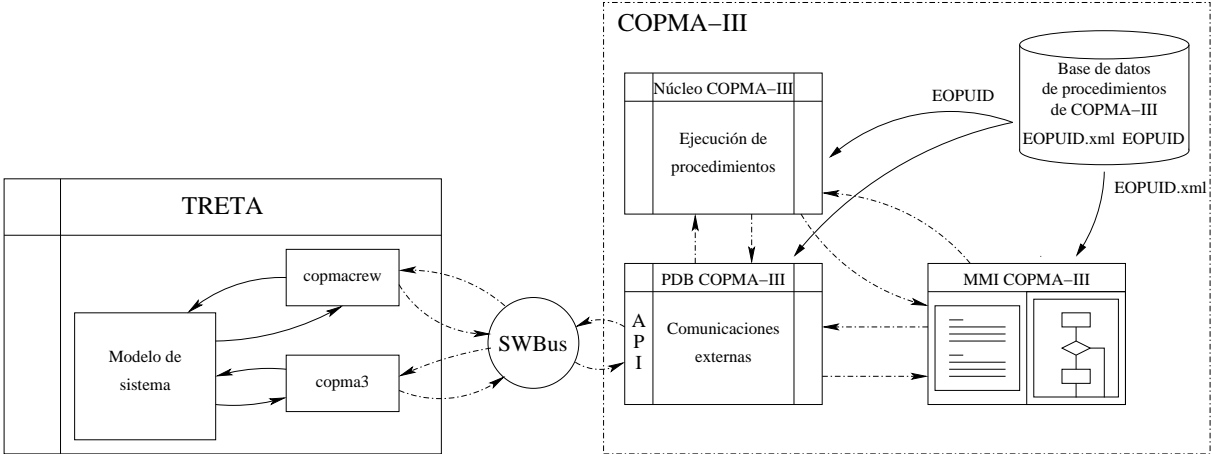 COPMA−III
Núcleo COPMA−III
Ejecución de
procedimientos
EOPUID
Base de datos
de procedimientos
de COPMA−III
EOPUID.xml EOPUID
EOPUID.xml
TRETA
copmacrew
Modelo de
sistema
copma3
SWBus
PDB COPMA−III
A
P
I
Comunicaciones
externas
MMI COPMA−III